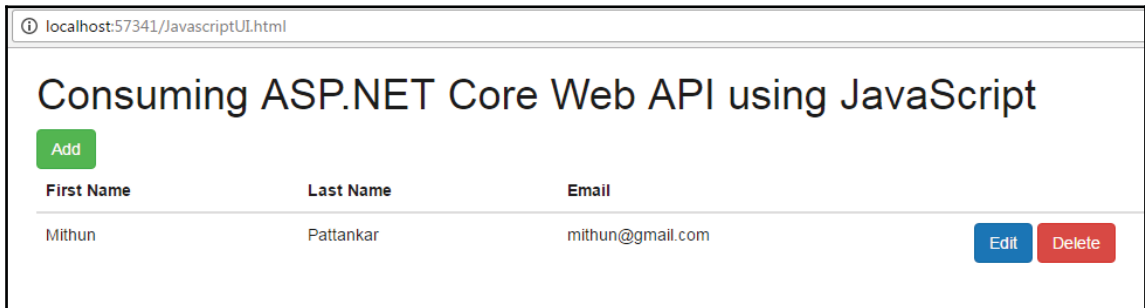 localhost:57341/JavascriptUI.html
Consuming ASP.NET Core Web API using JavaScript
Add
First Name Last Name Email
Mithun Pattankar mithun@gmail.com Edit Delete